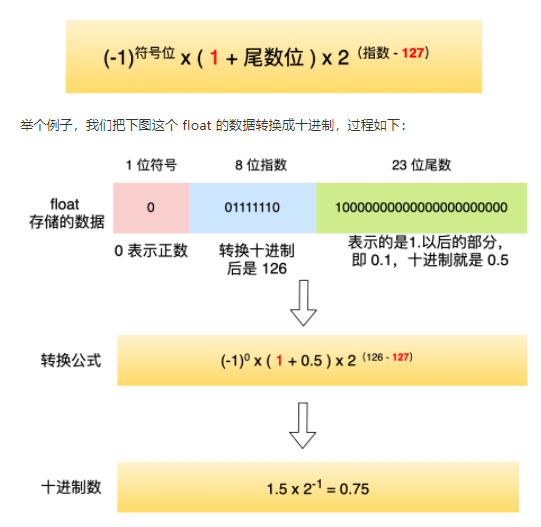 (-1)符号位 x ( 1 + 尾数位 ) x 2 (指数 - 127)
举个例子，我们把下图这个 float 的数据转换成十进制，过程如下：
1 位符号 8 位指数 23 位尾数
float
存储的数据
0 01111110 10000000000000000000000
0 表示正数
转换十进制
后是 126
表示的是1.以后的部分，
即 0.1，十进制就是 0.5
转换公式
(-1)⁰ x ( 1 + 0.5 ) x 2 (126 - 127)
十进制数
1.5 x 2⁻¹ = 0.75